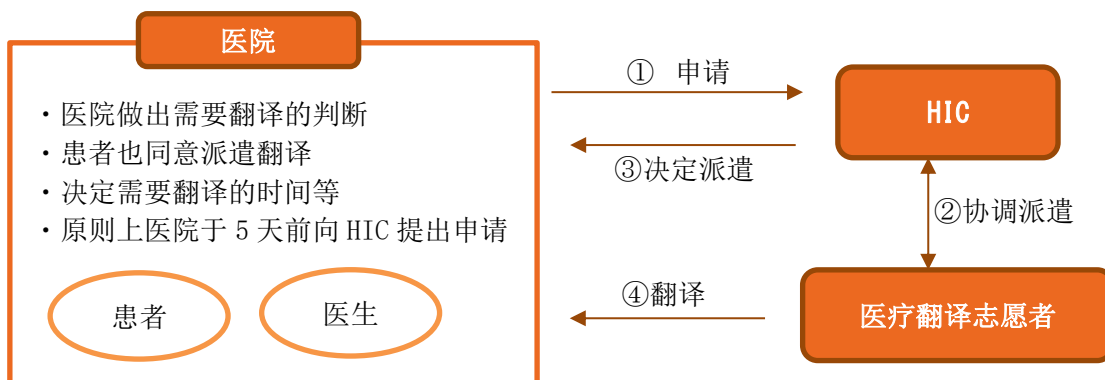 医院
・医院做出需要翻译的判断
・患者也同意派遣翻译
・决定需要翻译的时间等
・原则上医院于 5 天前向 HIC 提出申请
患者
医生
① 申请
③决定派遣
④翻译
HIC
②协调派遣
医疗翻译志愿者